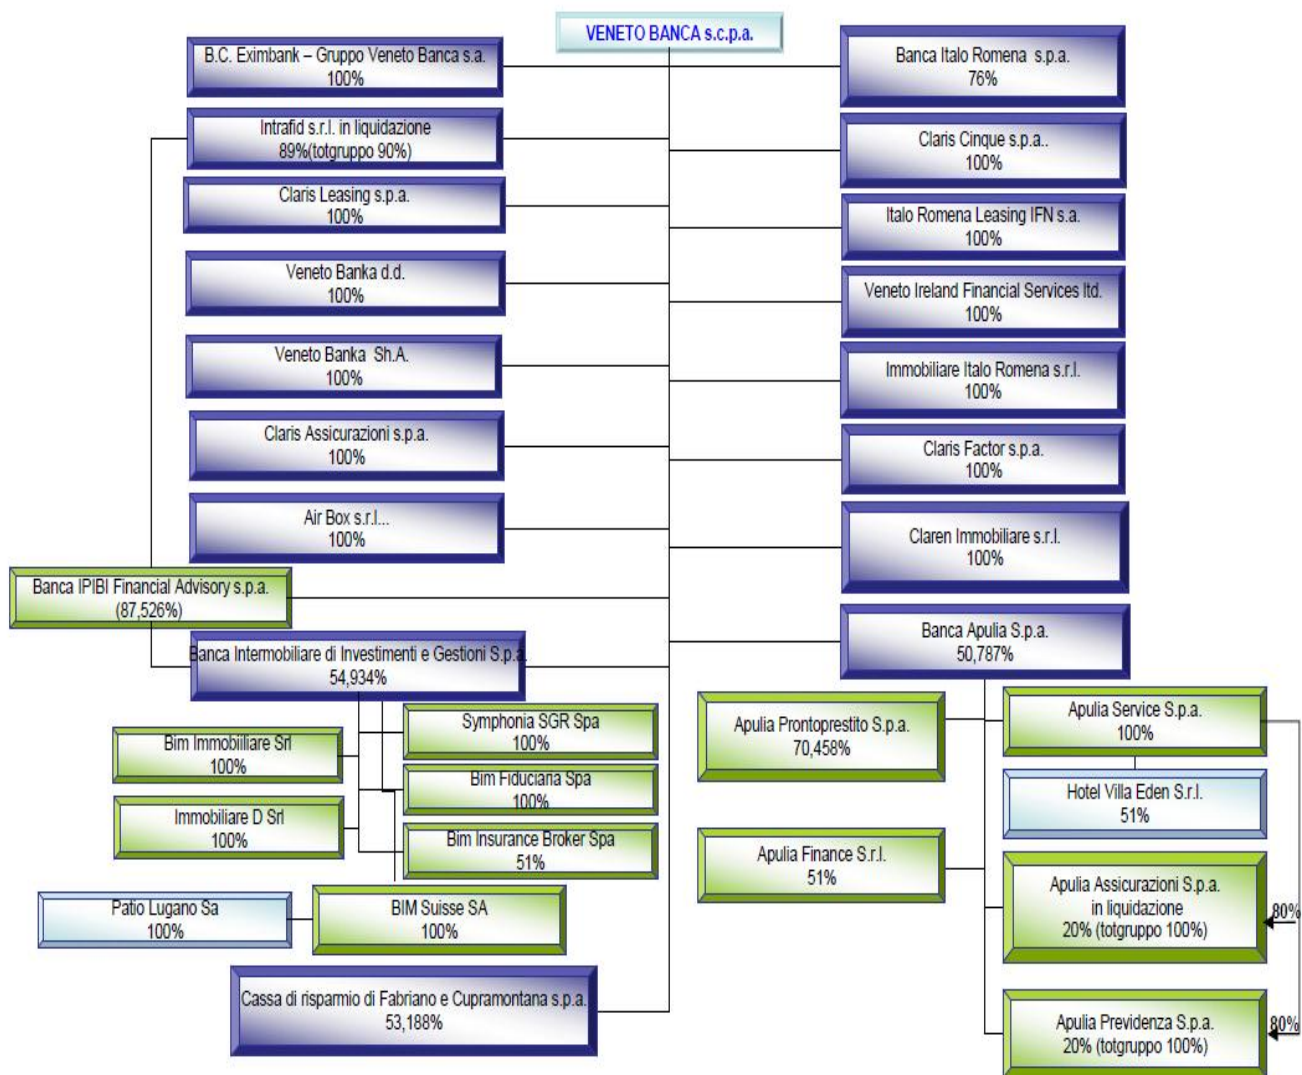 VENETO BANCA s.c.p.a.
B.C. Eximbank – Gruppo Veneto Banca s.a.
100%
Intrafid s.r.l. in liquidazione
89%(totgruppo 90%)
Claris Leasing s.p.a.
100%
Veneto Banka d.d.
100%
Veneto Banka Sh.A.
100%
Claris Assicurazioni s.p.a.
100%
Air Box s.r.l...
100%
Banca IPIBI Financial Advisory s.p.a.
(87,526%)
Banca Intermobiliare di Investimenti e Gestioni S.p.a.
54,934%
Symphonia SGR Spa
100%
Bim Immobiiliare Srl
100%
Bim Fiduciaria Spa
100%
Immobiliare D Srl
100%
Bim Insurance Broker Spa
51%
Patio Lugano Sa
100%
BIM Suisse SA
100%
Cassa di risparmio di Fabriano e Cupramontana s.p.a.
53,188%
Banca Italo Romena s.p.a.
76%
Claris Cinque s.p.a..
100%
Italo Romena Leasing IFN s.a.
100%
Veneto Ireland Financial Services ltd.
100%
Immobiliare Italo Romena s.r.l.
100%
Claris Factor s.p.a.
100%
Claren Immobiliare s.r.l.
100%
Banca Apulia S.p.a.
50,787%
Apulia Prontoprestito S.p.a.
70,458%
Apulia Service S.p.a.
100%
Hotel Villa Eden S.r.l.
51%
Apulia Finance S.r.l.
51%
Apulia Assicurazioni S.p.a.
in liquidazione
20% (totgruppo 100%)
80%
Apulia Previdenza S.p.a.
20% (totgruppo 100%)
80%